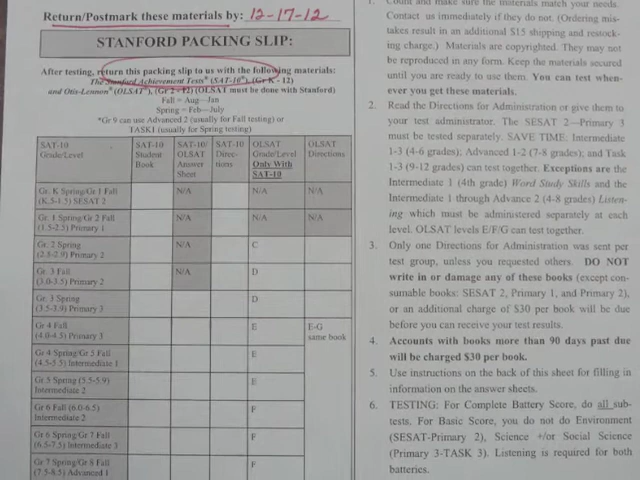 Return/Postmark these materials by: 12-17-12
STANFORD PACKING SLIP:
After testing, return this packing slip to us with the following materials:
The Stanford Achievement Tests® (SAT-10®), (Gr K - 12)
and Otis-Lennon® (OLSAT®), (Gr 2 - 12) (OLSAT must be done with Stanford)
Fall = Aug—Jan
Spring = Feb—July
*Gr 9 can use Advanced 2 (usually for Fall testing) or
TASK1 (usually for Spring testing)
SAT-10 Grade/Level
SAT-10 Student Book
SAT-10/ OLSAT Answer Sheet
SAT-10 Direc- tions
OLSAT Grade/Level Only With SAT-10
OLSAT Directions
Gr. K Spring/Gr 1 Fall (K.5-1.5) SESAT 2 N/A N/A N/A
Gr. 1 Spring/Gr 2 Fall (1.5-2.5) Primary 1 N/A N/A N/A
Gr. 2 Spring (2.5-2.9) Primary 2 N/A C
Gr. 3 Fall (3.0-3.5) Primary 2 N/A D
Gr. 3 Spring (3.5-3.9) Primary 3 D
Gr 4 Fall (4.0-4.5) Primary 3 E E-G same book
Gr 4 Spring/Gr 5 Fall (4.5-5.5) Intermediate 1 E
Gr 5 Spring (5.5-5.9) Intermediate 2 E
Gr 6 Fall (6.0-6.5) Intermediate 2 F
Gr 6 Spring/Gr 7 Fall (6.5-7.5) Intermediate 3 F
Gr 7 Spring/Gr 8 Fall (7.5-8.5) Advanced 1 F
1. Count and make sure the materials match your needs.
Contact us immediately if they do not. (Ordering mis-
takes result in an additional $15 shipping and restock-
ing charge.) Materials are copyrighted. They may not
be reproduced in any form. Keep the materials secured
until you are ready to use them. You can test when-
ever you get these materials.
2. Read the Directions for Administration or give them to
your test administrator. The SESAT 2—Primary 3
must be tested separately. SAVE TIME: Intermediate
1-3 (4-6 grades); Advanced 1-2 (7-8 grades); and Task
1-3 (9-12 grades) can test together. Exceptions are the
Intermediate 1 (4th grade) Word Study Skills and the
Intermediate 1 through Advance 2 (4-8 grades) Listen-
ing which must be administered separately at each
level. OLSAT levels E/F/G can test together.
3. Only one Directions for Administration was sent per
test group, unless you requested others. DO NOT
write in or damage any of these books (except con-
sumable books: SESAT 2, Primary 1, and Primary 2),
or an additional charge of $30 per book will be due
before you can receive your test results.
4. Accounts with books more than 90 days past due
will be charged $30 per book.
5. Use instructions on the back of this sheet for filling in
information on the answer sheets.
6. TESTING: For Complete Battery Score, do all sub-
tests. For Basic Score, you do not do Environment
(SESAT-Primary 2), Science +/or Social Science
(Primary 3-TASK 3). Listening is required for both
batteries.